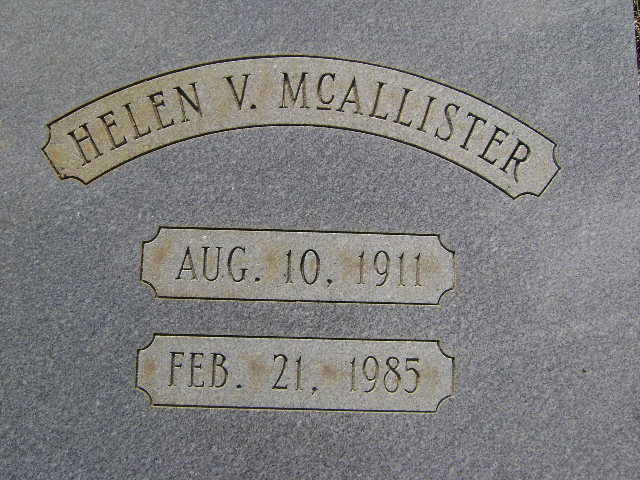 HELEN V. McALLISTER
AUG. 10, 1911
FEB. 21, 1985